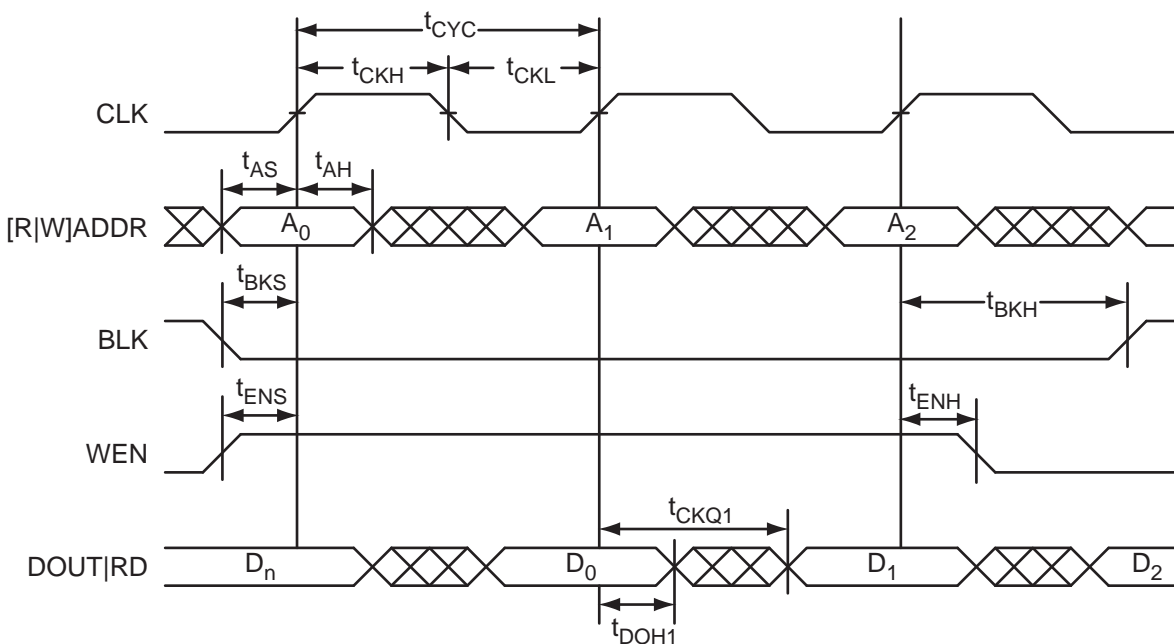 tCYC
tCKH tCKL
CLK
tAS tAH
[R|W]ADDR A0 A1 A2
tBKS tBKH
BLK
tENS tENH
WEN
tCKQ1
DOUT|RD Dn D0 D1 D2
tDOH1